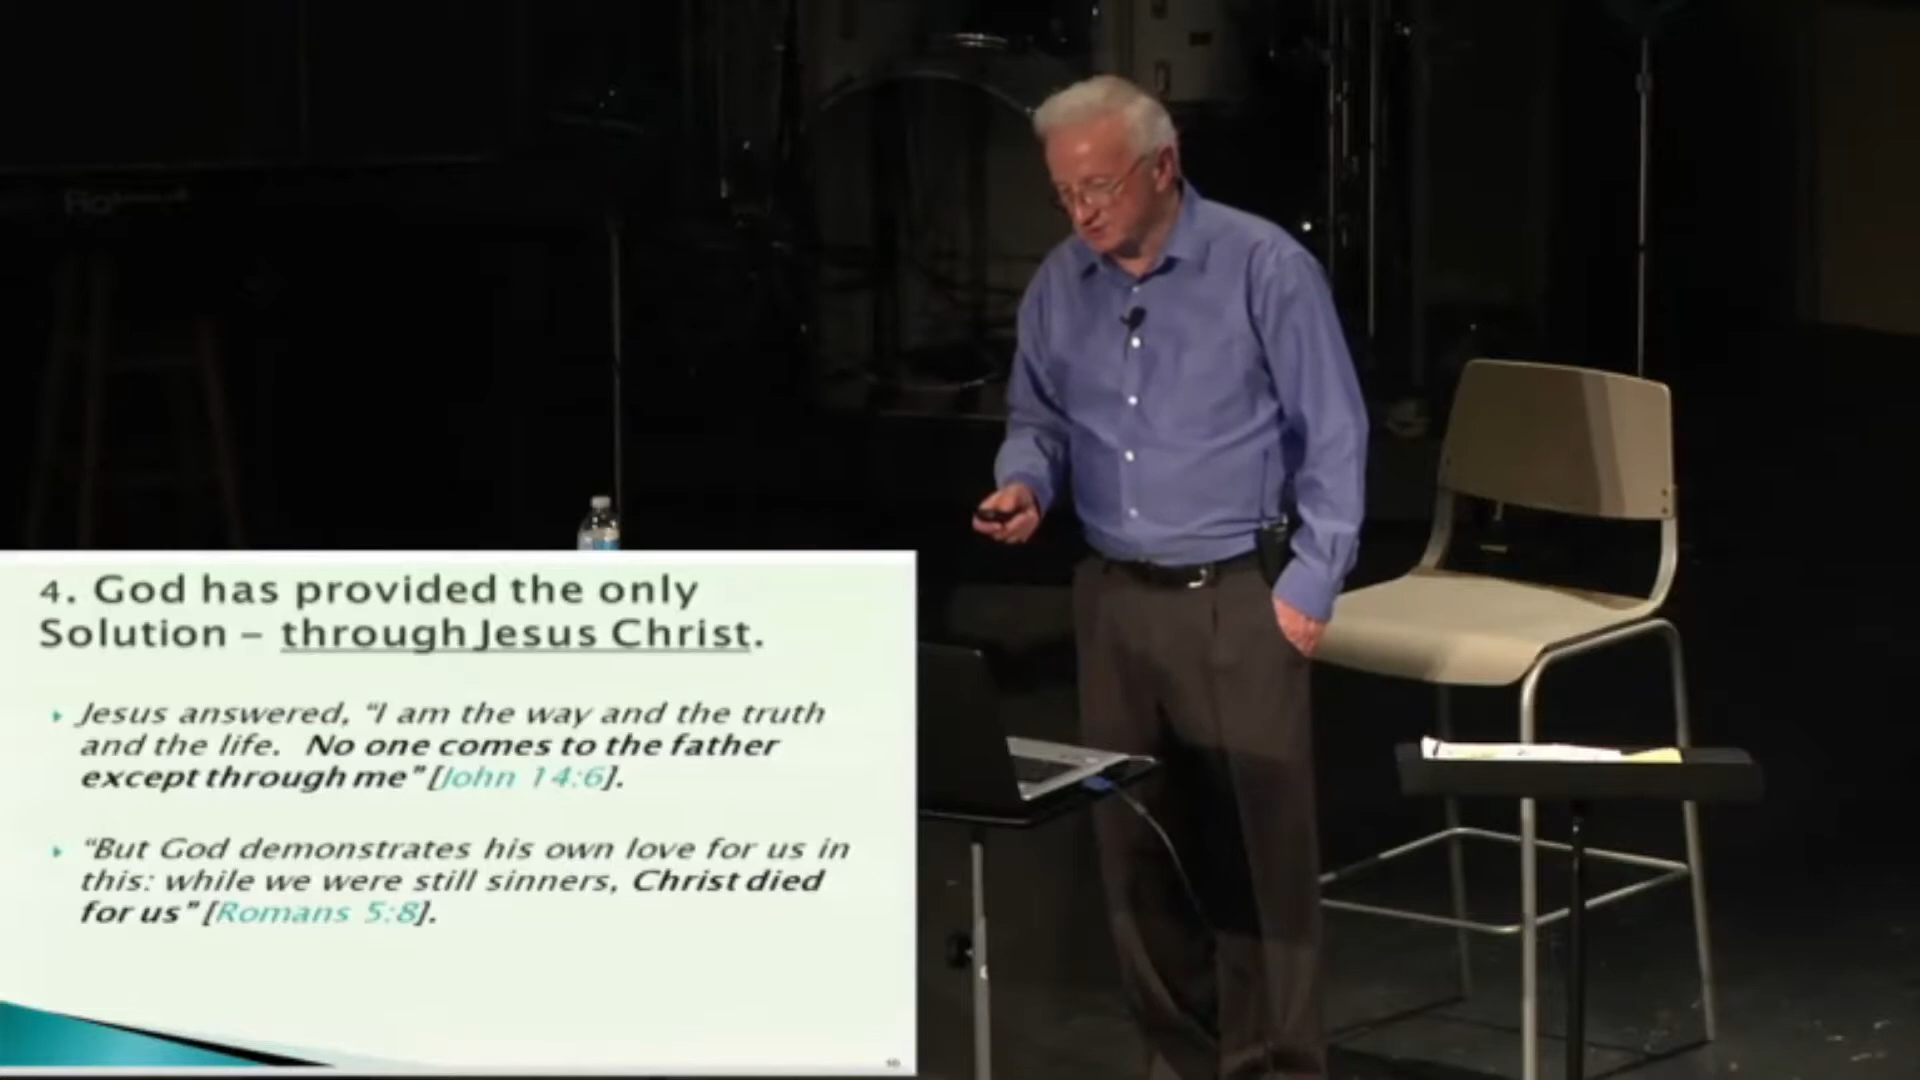 Roland
4. God has provided the only
Solution – through Jesus Christ.
Jesus answered, “I am the way and the truth
and the life. No one comes to the father
except through me” [John 14:6].
“But God demonstrates his own love for us in
this: while we were still sinners, Christ died
for us” [Romans 5:8].